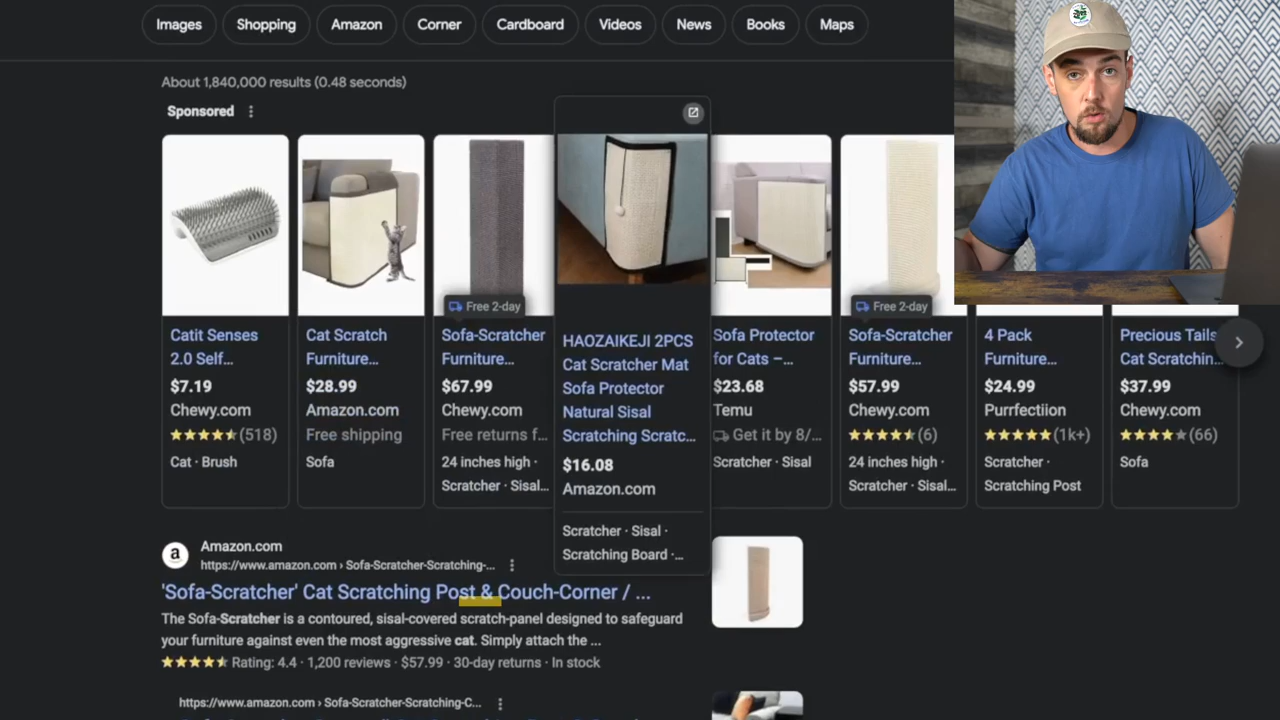 Images
Shopping
Amazon
Corner
Cardboard
Videos
News
Books
Maps
About 1,840,000 results (0.48 seconds)
Sponsored
Catit Senses
2.0 Self...
$7.19
Chewy.com
(518)
Cat · Brush
Cat Scratch
Furniture...
$28.99
Amazon.com
Free shipping
Sofa
Free 2-day
Sofa-Scratcher
Furniture...
$67.99
Chewy.com
Free returns f...
24 inches high ·
Scratcher · Sisal...
HAOZAIKEJI 2PCS
Cat Scratcher Mat
Sofa Protector
Natural Sisal
Scratching Scratc...
$16.08
Amazon.com
Scratcher · Sisal ·
Scratching Board ·...
Sofa Protector
for Cats –...
$23.68
Temu
Get it by 8/...
Scratcher · Sisal
Free 2-day
Sofa-Scratcher
Furniture...
$57.99
Chewy.com
(6)
24 inches high ·
Scratcher · Sisal...
4 Pack
Furniture...
$24.99
Purrfectiion
(1k+)
Scratcher ·
Scratching Post
Precious Tails
Cat Scratchin...
$37.99
Chewy.com
(66)
Sofa
a
Amazon.com
https://www.amazon.com › Sofa-Scratcher-Scratching-...
'Sofa-Scratcher' Cat Scratching Post & Couch-Corner / ...
The Sofa-Scratcher is a contoured, sisal-covered scratch-panel designed to safeguard
your furniture against even the most aggressive cat. Simply attach the ...
Rating: 4.4 · 1,200 reviews · $57.99 · 30-day returns · In stock
https://www.amazon.com › Sofa-Scratcher-Scratching-C...